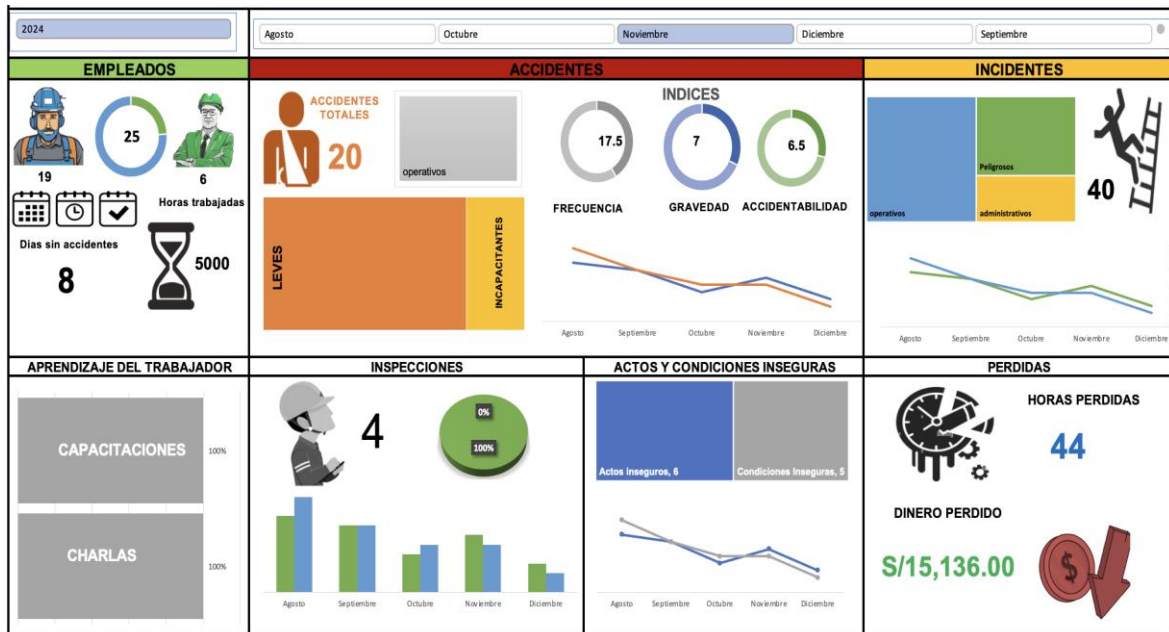 2024
Agosto
Octubre
Noviembre
Diciembre
Septiembre
EMPLEADOS
25
19
6
Horas trabajadas
Dias sin accidentes
8
5000
ACCIDENTES
ACCIDENTES
TOTALES
20
operativos
LEVES
INCAPACITANTES
INDICES
17.5
7
6.5
FRECUENCIA
GRAVEDAD
ACCIDENTABILIDAD
Agosto
Septiembre
Octubre
Noviembre
Diciembre
INCIDENTES
operativos
Peligrosos
administrativos
40
Agosto
Septiembre
Octubre
Noviembre
Diciembre
APRENDIZAJE DEL TRABAJADOR
CAPACITACIONES
100%
CHARLAS
100%
INSPECCIONES
4
0%
100%
Agosto
Septiembre
Octubre
Noviembre
Diciembre
ACTOS Y CONDICIONES INSEGURAS
Actos inseguros, 6
Condiciones Inseguras, 5
Agosto
Septiembre
Octubre
Noviembre
Diciembre
PERDIDAS
HORAS PERDIDAS
44
DINERO PERDIDO
S/15,136.00
$